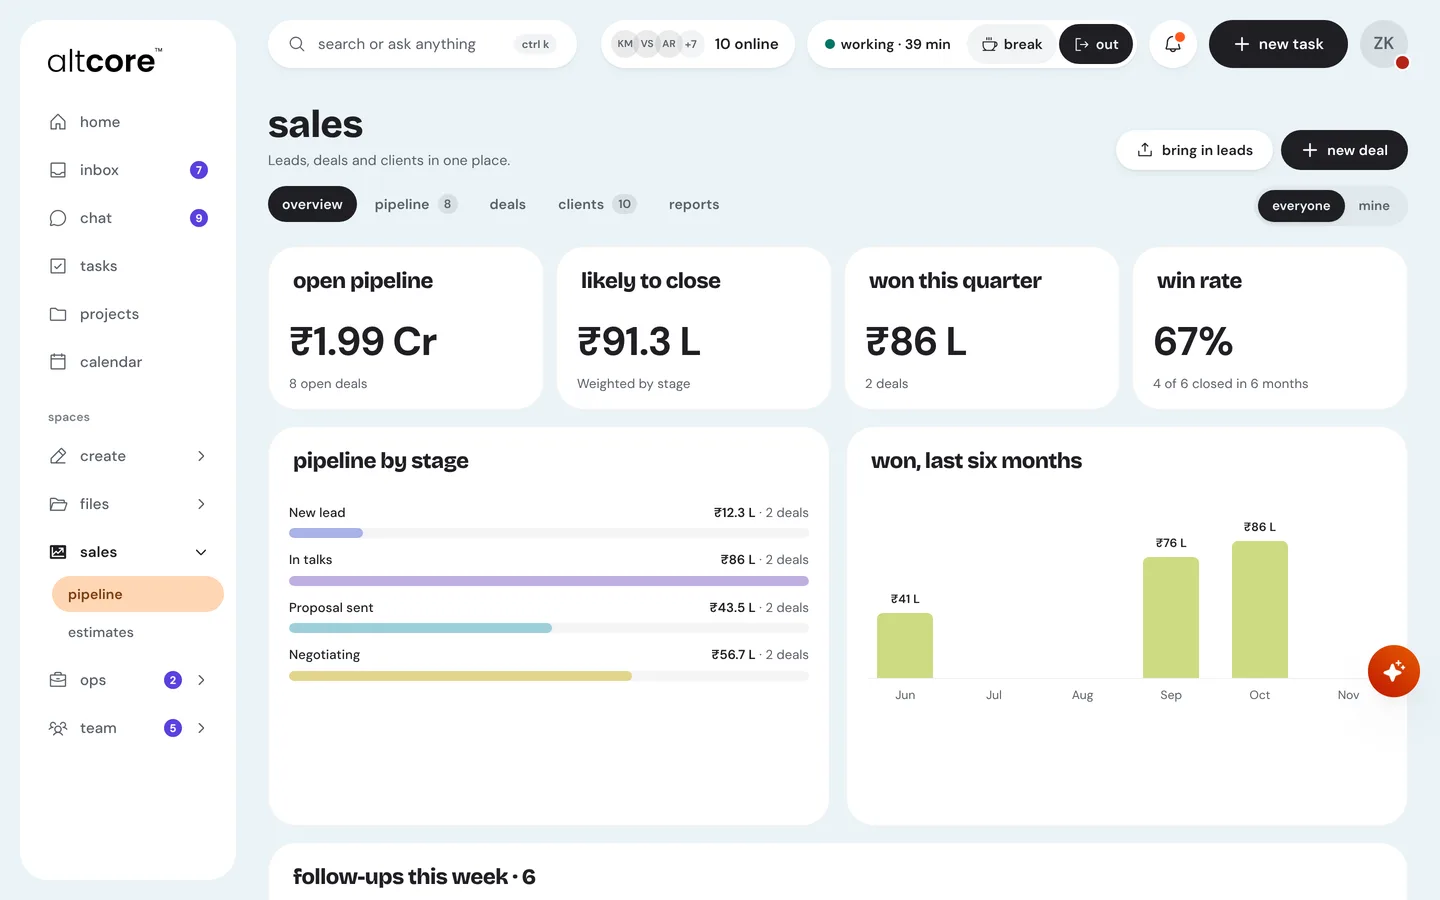 altcore™
home
inbox 7
chat 9
tasks
projects
calendar
spaces
create
files
sales
pipeline
estimates
ops 2
team 5
search or ask anything ctrl k
KM VS AR +7 10 online
working · 39 min break out
new task
ZK
sales
Leads, deals and clients in one place.
bring in leads
new deal
overview pipeline 8 deals clients 10 reports
everyone mine
open pipeline
₹1.99 Cr
8 open deals
likely to close
₹91.3 L
Weighted by stage
won this quarter
₹86 L
2 deals
win rate
67%
4 of 6 closed in 6 months
pipeline by stage
New lead ₹12.3 L · 2 deals
In talks ₹86 L · 2 deals
Proposal sent ₹43.5 L · 2 deals
Negotiating ₹56.7 L · 2 deals
won, last six months
₹41 L ₹76 L ₹86 L
Jun Jul Aug Sep Oct Nov
follow-ups this week · 6